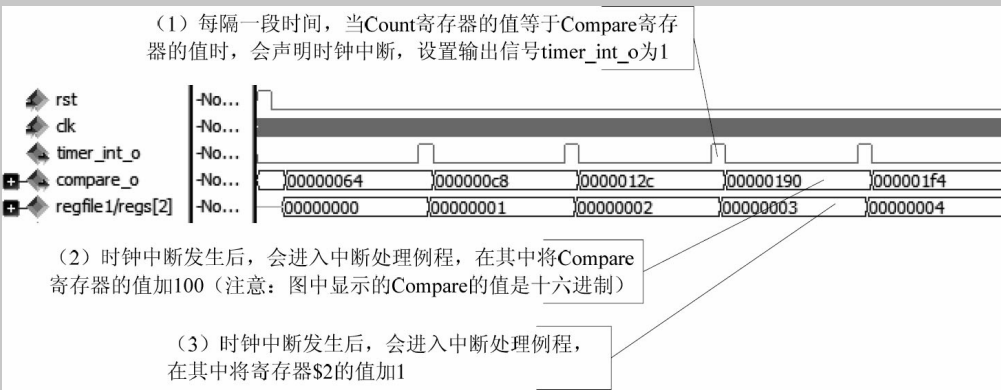 （1）每隔一段时间，当Count寄存器的值等于Compare寄存
器的值时，会声明时钟中断，设置输出信号timer_int_o为1
rst -No...
clk -No...
timer_int_o -No...
compare_o -No... 00000064 000000c8 0000012c 00000190 000001f4
regfile1/regs[2] -No... 00000000 00000001 00000002 00000003 00000004
（2）时钟中断发生后，会进入中断处理例程，在其中将Compare
寄存器的值加100（注意：图中显示的Compare的值是十六进制）
（3）时钟中断发生后，会进入中断处理例程，
在其中将寄存器$2的值加1